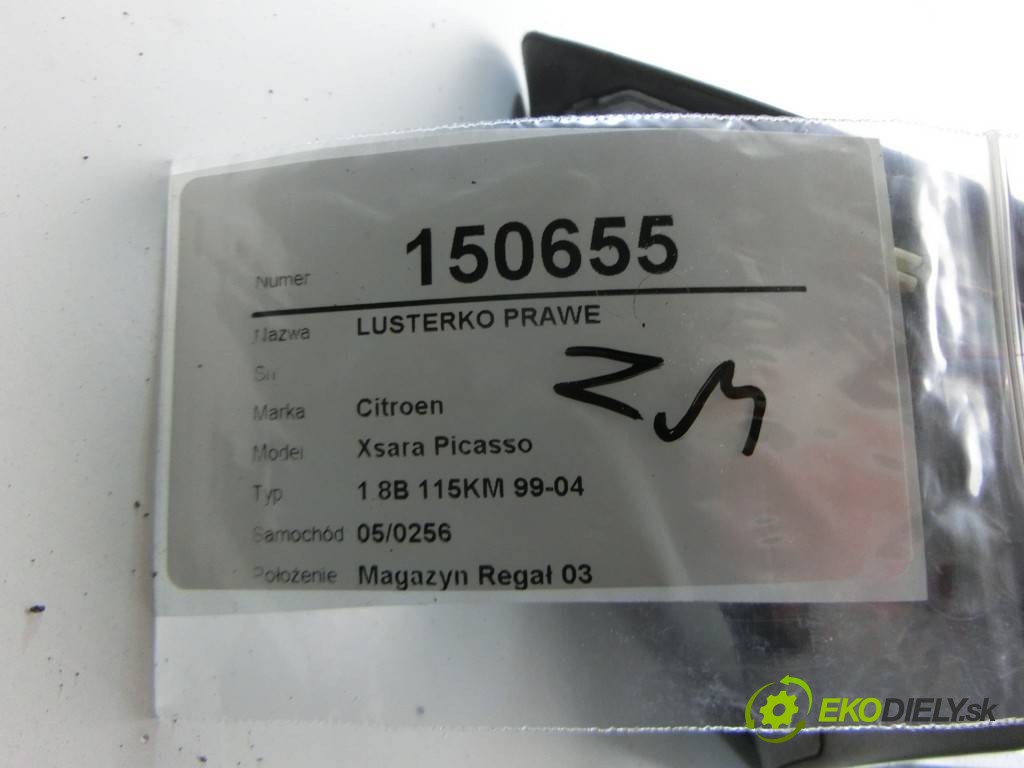 Numer 150655
Nazwa LUSTERKO PRAWE
Sn
Marka Citroen
Model Xsara Picasso
Typ 1.8B 115KM 99-04
Samochód 05/0256
Położenie Magazyn Regał 03
EKODIELY.sk